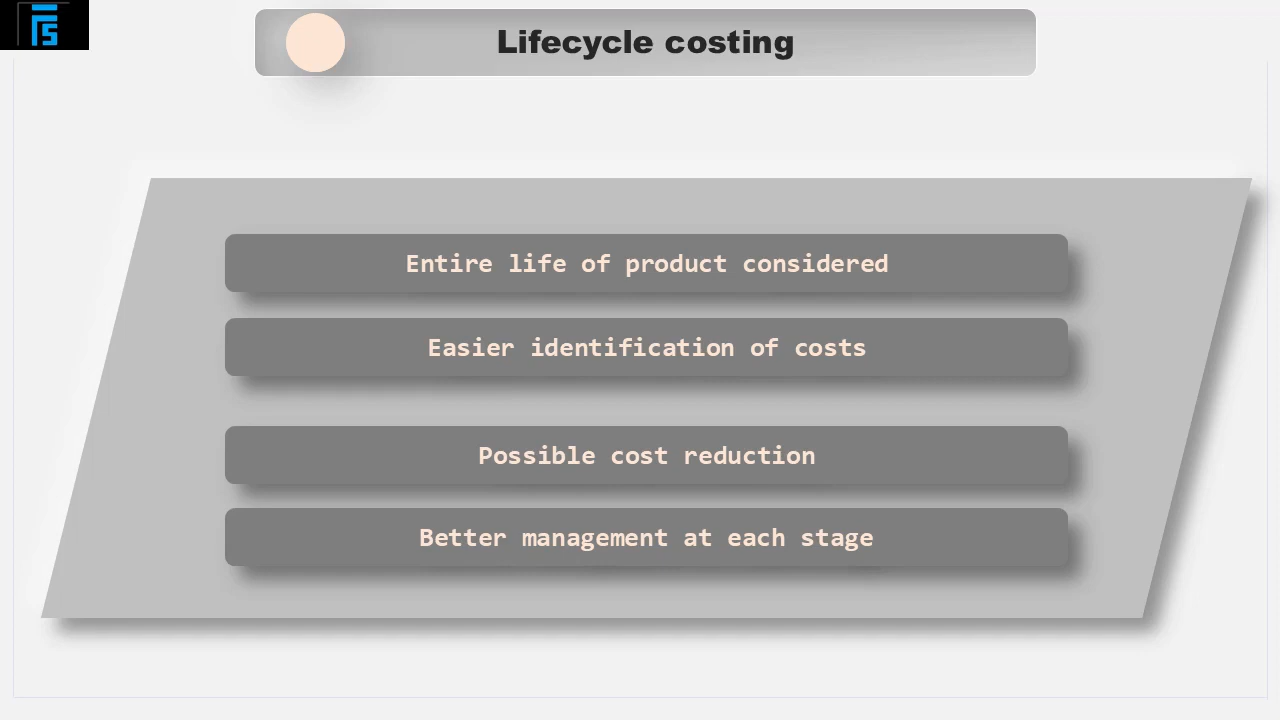 Lifecycle costing
Entire life of product considered
Easier identification of costs
Possible cost reduction
Better management at each stage